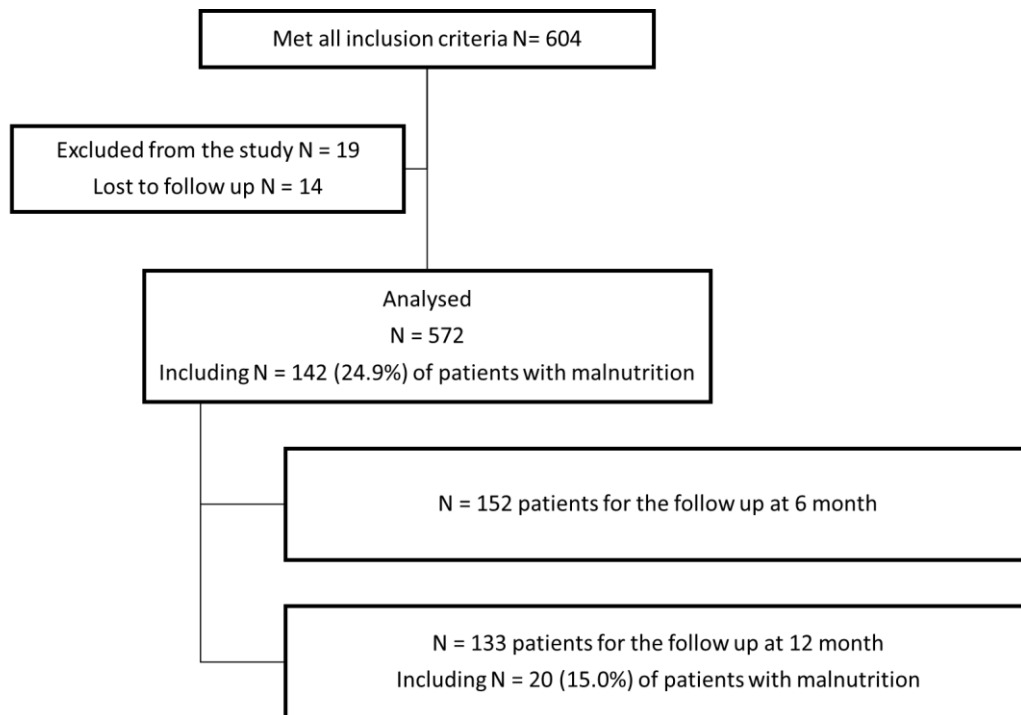 Met all inclusion criteria N= 604
Excluded from the study N = 19
Lost to follow up N = 14
Analysed
N = 572
Including N = 142 (24.9%) of patients with malnutrition
N = 152 patients for the follow up at 6 month
N = 133 patients for the follow up at 12 month
Including N = 20 (15.0%) of patients with malnutrition